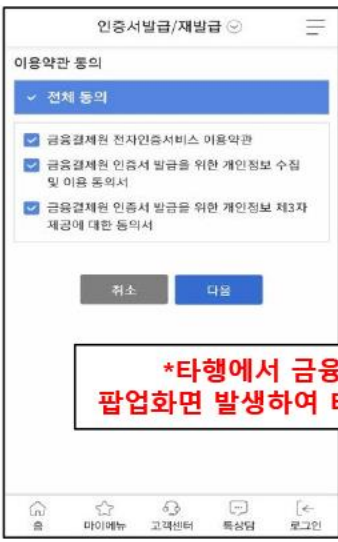 인증서발급/재발급
이용약관 동의
전체 동의
금융결제원 전자인증서비스 이용약관
금융결제원 인증서 발급을 위한 개인정보 수집
및 이용 동의서
금융결제원 인증서 발급을 위한 개인정보 제3자
제공에 대한 동의서
취소 다음
*타행에서 금융
팝업화면 발생하여
홈 마이메뉴 고객센터 톡상담 로그인